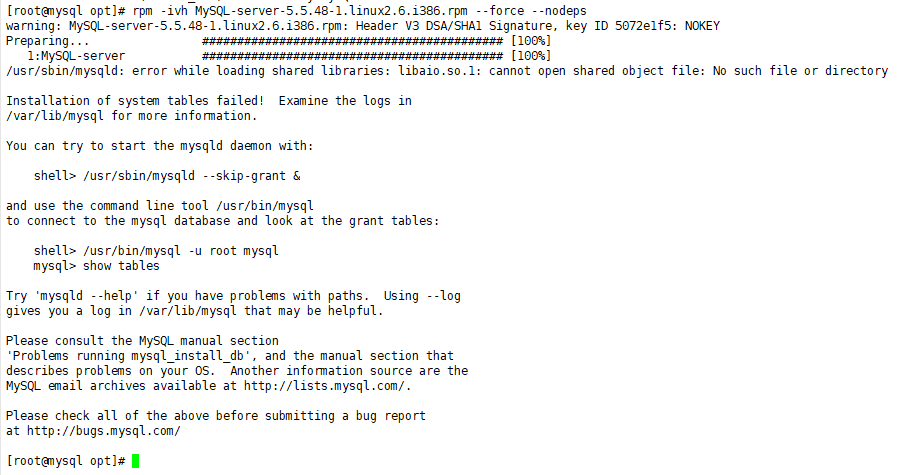 [root@mysql opt]# rpm -ivh MySQL-server-5.5.48-1.linux2.6.i386.rpm --force --nodeps
warning: MySQL-server-5.5.48-1.linux2.6.i386.rpm: Header V3 DSA/SHA1 Signature, key ID 5072e1f5: NOKEY
Preparing...                ########################################### [100%]
   1:MySQL-server           ########################################### [100%]
/usr/sbin/mysqld: error while loading shared libraries: libaio.so.1: cannot open shared object file: No such file or directory

Installation of system tables failed!  Examine the logs in
/var/lib/mysql for more information.

You can try to start the mysqld daemon with:

    shell> /usr/sbin/mysqld --skip-grant &

and use the command line tool /usr/bin/mysql
to connect to the mysql database and look at the grant tables:

    shell> /usr/bin/mysql -u root mysql
    mysql> show tables

Try 'mysqld --help' if you have problems with paths.  Using --log
gives you a log in /var/lib/mysql that may be helpful.

Please consult the MySQL manual section
'Problems running mysql_install_db', and the manual section that
describes problems on your OS.  Another information source are the
MySQL email archives available at http://lists.mysql.com/.

Please check all of the above before submitting a bug report
at http://bugs.mysql.com/

[root@mysql opt]#